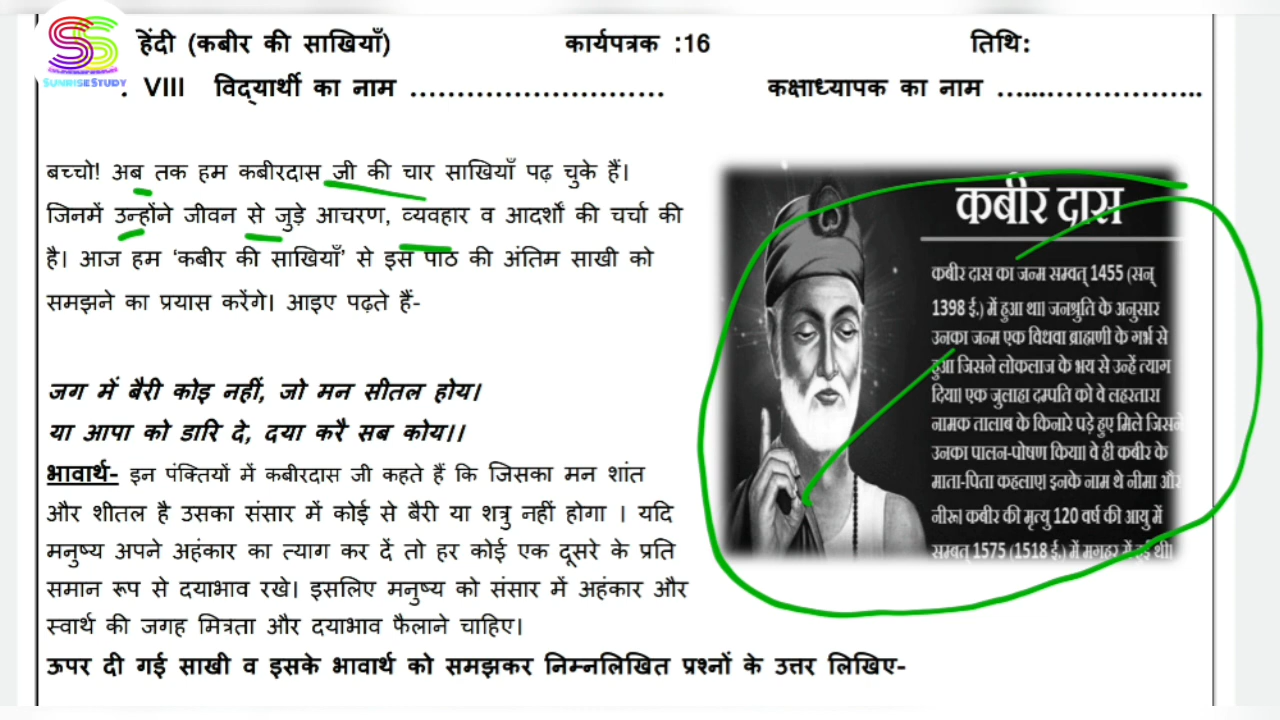 SS
SUNRISE STUDY
हिंदी (कबीर की साखियाँ) कार्यपत्रक :16 तिथि:
. VIII विद्यार्थी का नाम ............................ कक्षाध्यापक का नाम ......................
बच्चो! अब तक हम कबीरदास जी की चार साखियाँ पढ़ चुके हैं।
जिनमें उन्होंने जीवन से जुड़े आचरण, व्यवहार व आदर्शों की चर्चा की
है। आज हम ‘कबीर की साखियाँ’ से इस पाठ की अंतिम साखी को
समझने का प्रयास करेंगे। आइए पढ़ते हैं-
जग में बैरी कोइ नहीं, जो मन सीतल होय।
या आपा को डारि दे, दया करै सब कोय।।
भावार्थ- इन पंक्तियों में कबीरदास जी कहते हैं कि जिसका मन शांत
और शीतल है उसका संसार में कोई से बैरी या शत्रु नहीं होगा । यदि
मनुष्य अपने अहंकार का त्याग कर दें तो हर कोई एक दूसरे के प्रति
समान रूप से दयाभाव रखे। इसलिए मनुष्य को संसार में अहंकार और
स्वार्थ की जगह मित्रता और दयाभाव फैलाने चाहिए।
ऊपर दी गई साखी व इसके भावार्थ को समझकर निम्नलिखित प्रश्नों के उत्तर लिखिए-
कबीर दास
कबीर दास का जन्म सम्वत् 1455 (सन्
1398 ई.) में हुआ था। जनश्रुति के अनुसार
उनका जन्म एक विधवा ब्राह्मणी के गर्भ से
हुआ जिसने लोकलाज के भय से उन्हें त्याग
दिया। एक जुलाहा दम्पति को वे लहरतारा
नामक तालाब के किनारे पड़े हुए मिले जिसने
उनका पालन-पोषण किया। वे ही कबीर के
माता-पिता कहलाए। इनके नाम थे नीमा और
नीरू। कबीर की मृत्यु 120 वर्ष की आयु में
सम्बत् 1575 (1518 ई.) में मगहर में हुई थी।